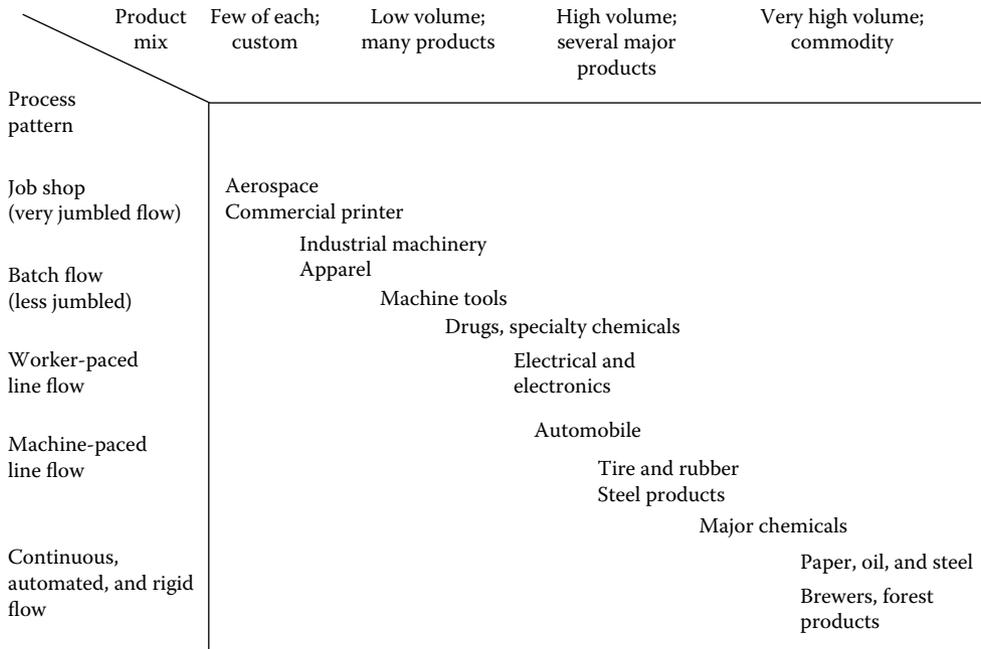 Product
mix
Few of each;
custom
Low volume;
many products
High volume;
several major
products
Very high volume;
commodity
Process
pattern
Job shop
(very jumbled flow)
Aerospace
Commercial printer
Industrial machinery
Apparel
Batch flow
(less jumbled)
Machine tools
Drugs, specialty chemicals
Worker-paced
line flow
Electrical and
electronics
Automobile
Machine-paced
line flow
Tire and rubber
Steel products
Major chemicals
Continuous,
automated, and rigid
flow
Paper, oil, and steel
Brewers, forest
products